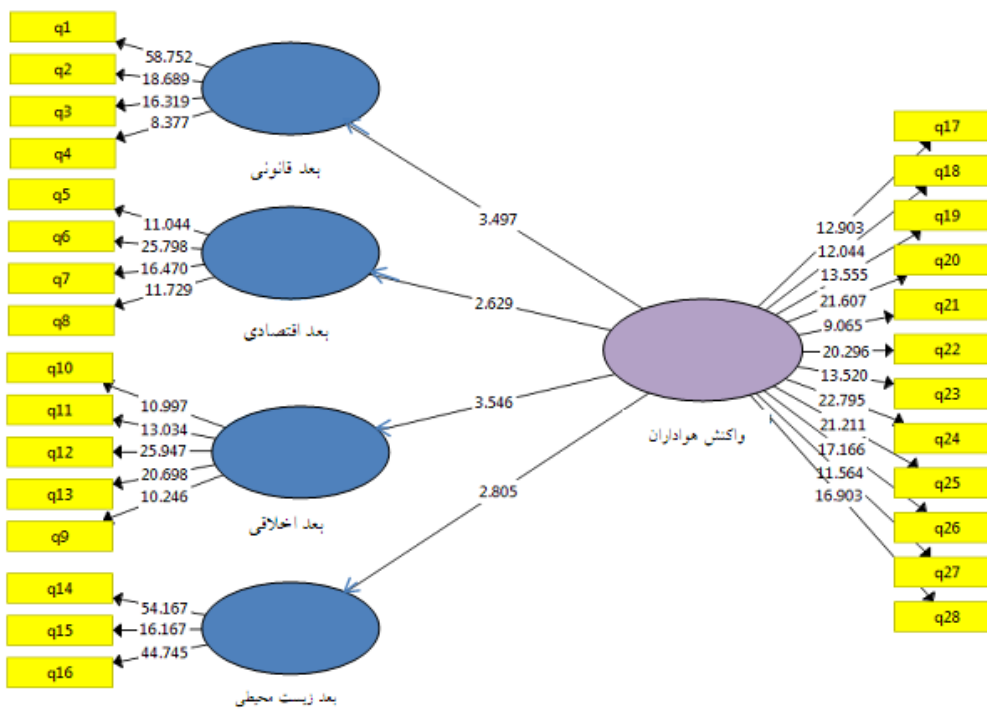 q1
58.752
q2
18.689
q3
16.319
q4
8.377
بعد قانونی
q5
11.044
q6
25.798
q7
16.470
q8
11.729
بعد اقتصادی
q10
10.997
q11
13.034
q12
25.947
q13
20.698
q9
10.246
بعد اخلاقی
q14
54.167
q15
16.167
q16
44.745
بعد زیست محیطی
3.497
2.629
3.546
2.805
واکنش هواداران
q17
12.903
q18
12.044
q19
13.555
q20
21.607
q21
9.065
q22
20.296
q23
13.520
q24
22.795
q25
21.211
q26
17.166
q27
11.564
q28
16.903